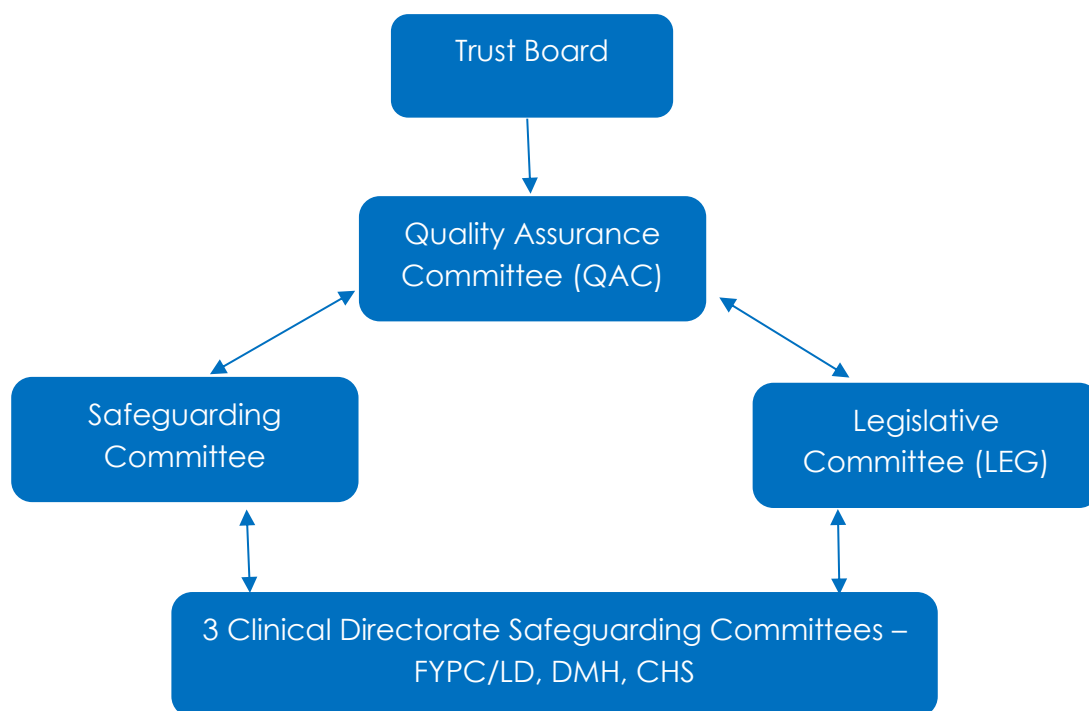 Trust Board
Quality Assurance
Committee (QAC)
Safeguarding
Committee
Legislative
Committee (LEG)
3 Clinical Directorate Safeguarding Committees –
FYPC/LD, DMH, CHS